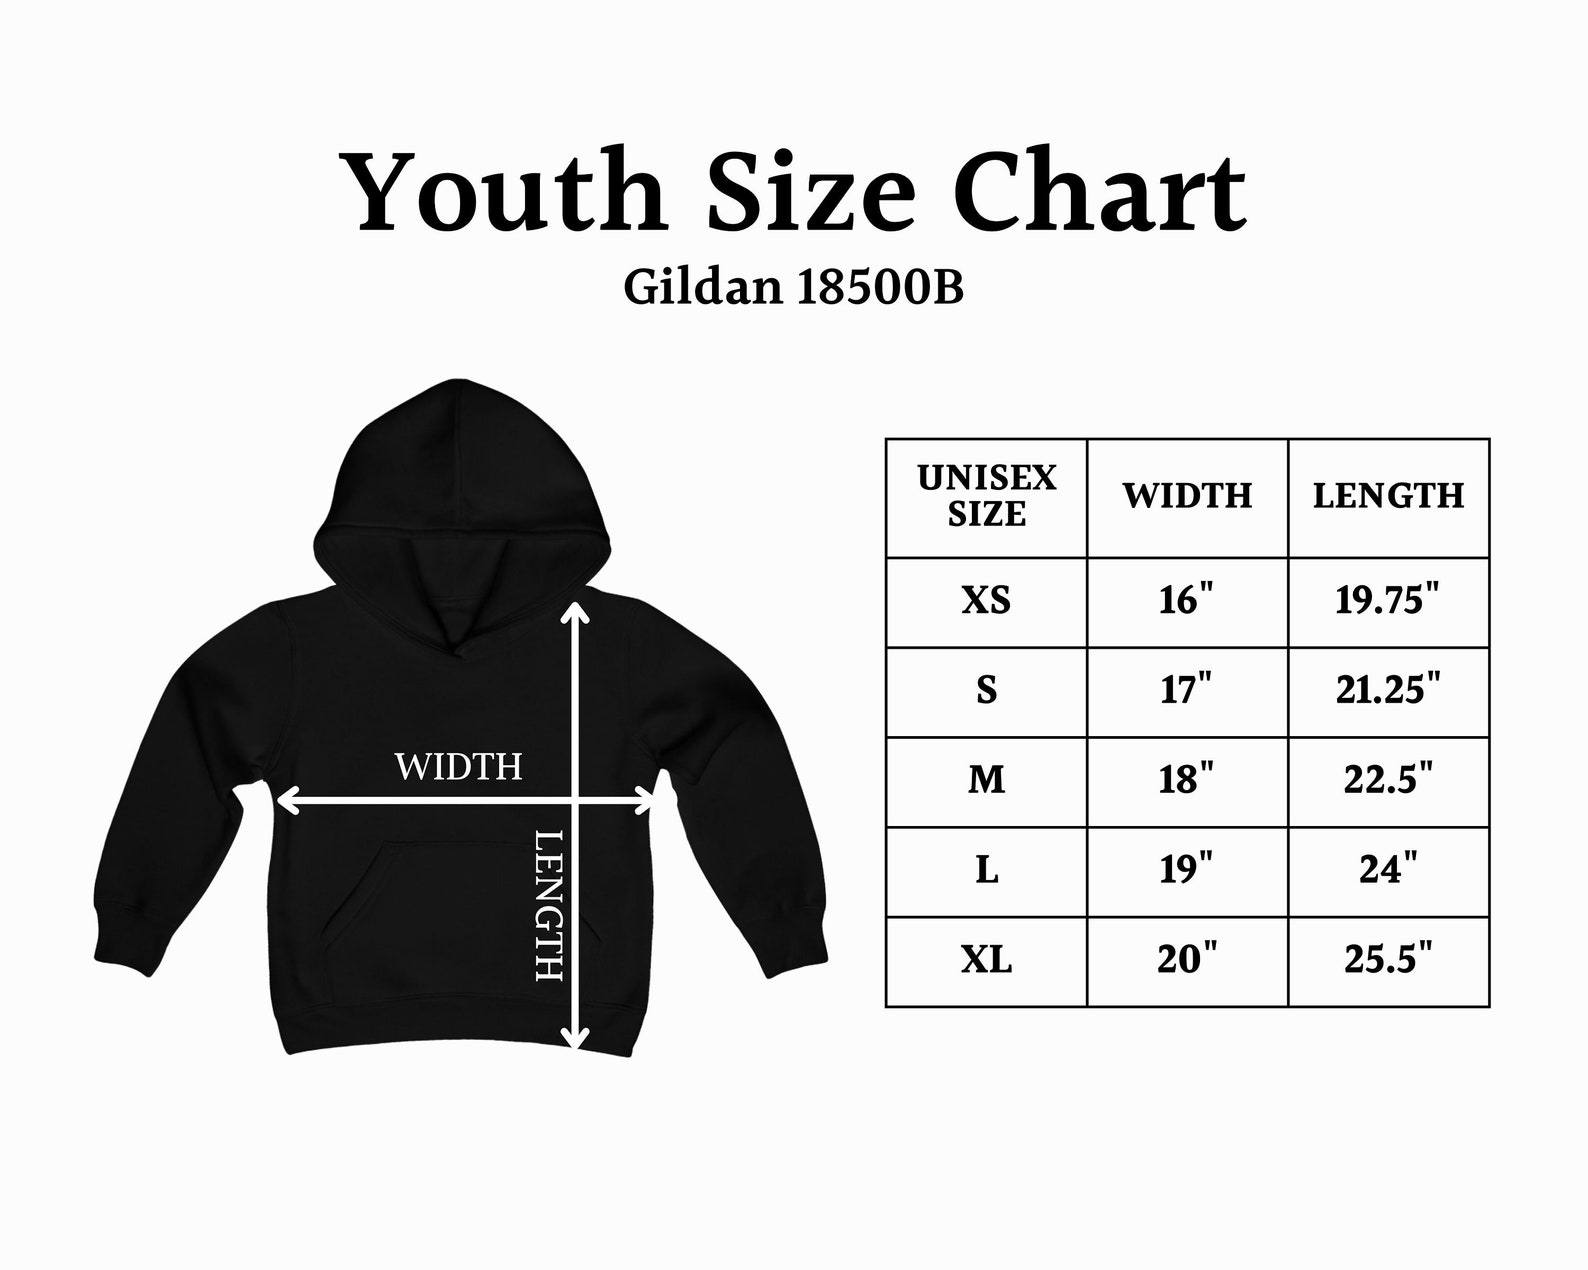 Youth Size Chart
Gildan 18500B
WIDTH
LENGTH
UNISEX
SIZE
WIDTH
LENGTH
XS
16"
19.75"
S
17"
21.25"
M
18"
22.5"
L
19"
24"
XL
20"
25.5"